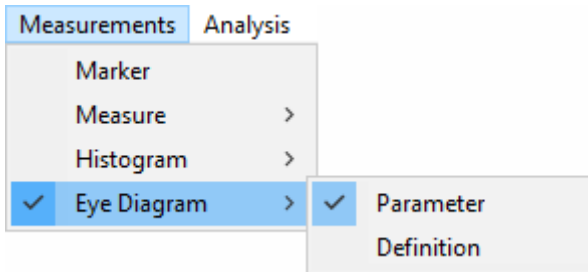 Measurements Analysis
Marker
Measure
Histogram
Eye Diagram
Parameter
Definition